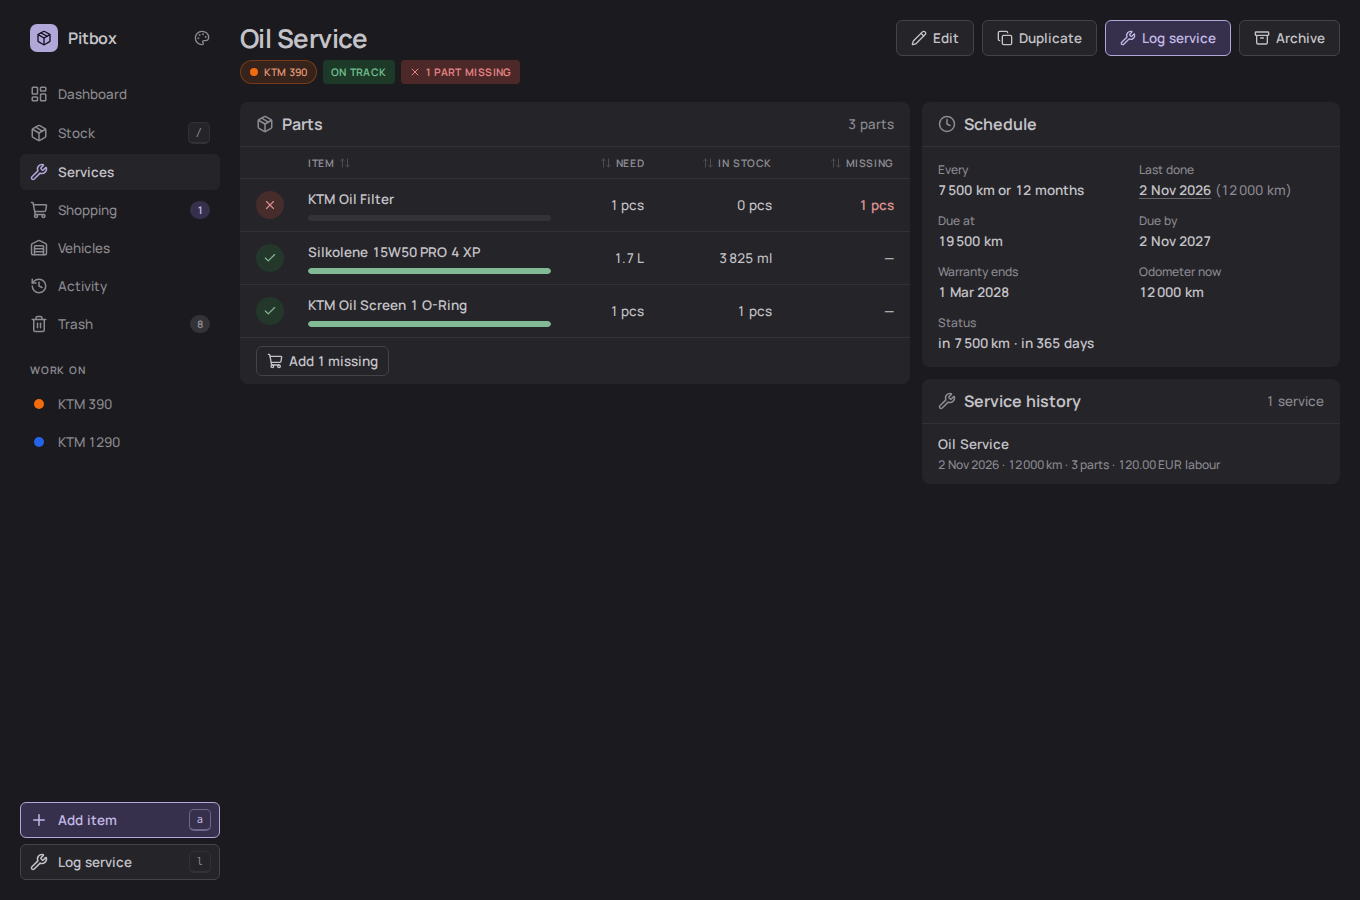 Pitbox
Dashboard
Stock /
Services
Shopping 1
Vehicles
Activity
Trash 8
WORK ON
KTM 390
KTM 1290
Add item a
Log service l
Oil Service
Edit Duplicate Log service Archive
KTM 390 ON TRACK 1 PART MISSING
Parts 3 parts
ITEM NEED IN STOCK MISSING
KTM Oil Filter 1 pcs 0 pcs 1 pcs
Silkolene 15W50 PRO 4 XP 1.7 L 3 825 ml –
KTM Oil Screen 1 O-Ring 1 pcs 1 pcs –
Add 1 missing
Schedule
Every Last done
7 500 km or 12 months 2 Nov 2026 (12 000 km)
Due at Due by
19 500 km 2 Nov 2027
Warranty ends Odometer now
1 Mar 2028 12 000 km
Status
in 7 500 km · in 365 days
Service history 1 service
Oil Service
2 Nov 2026 · 12 000 km · 3 parts · 120.00 EUR labour